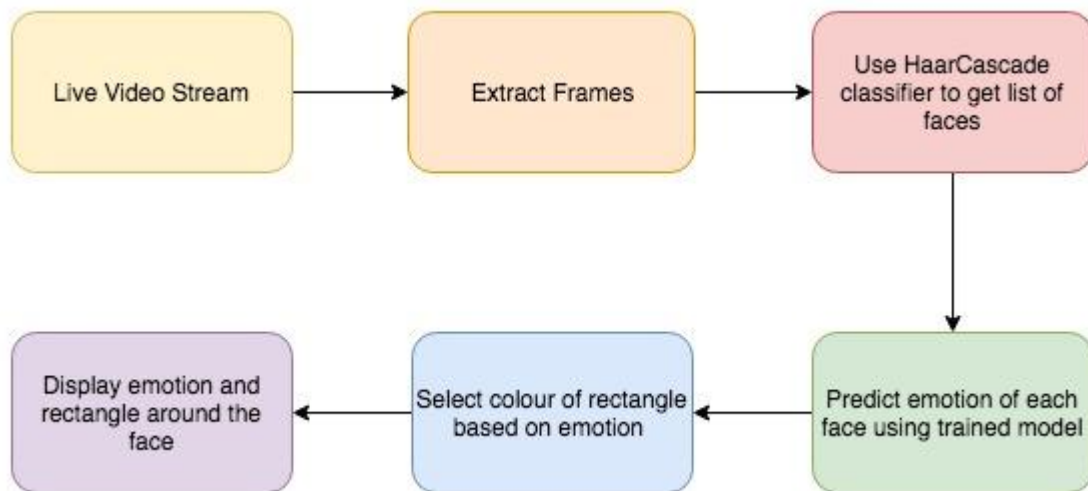 Live Video Stream
Extract Frames
Use HaarCascade
classifier to get list of
faces
Predict emotion of each
face using trained model
Select colour of rectangle
based on emotion
Display emotion and
rectangle around the
face